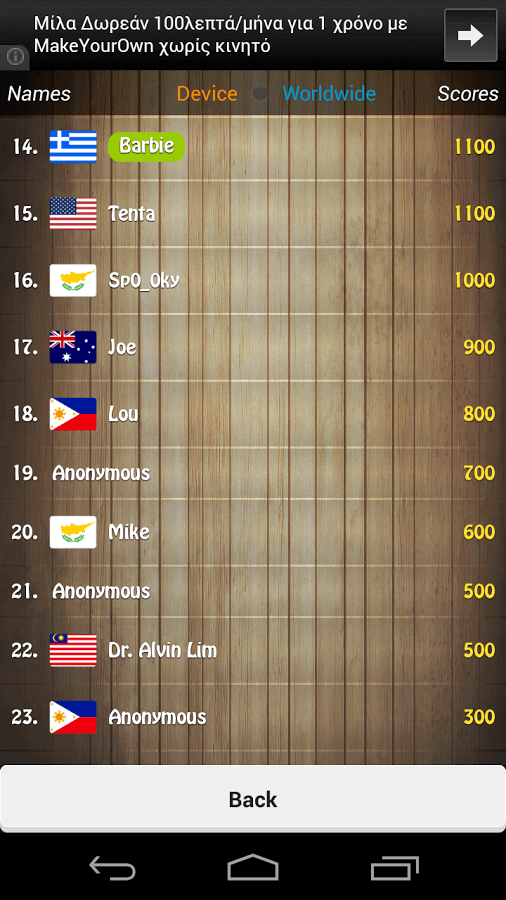 Μίλα Δωρεάν 100λεπτά/μήνα για 1 χρόνο με
MakeYourOwn χωρίς κινητό
Names Device Worldwide Scores
14. Barbie 1100
15. Tenta 1100
16. Sp0_0ky 1000
17. Joe 900
18. Lou 800
19. Anonymous 700
20. Mike 600
21. Anonymous 500
22. Dr. Alvin Lim 500
23. Anonymous 300
Back